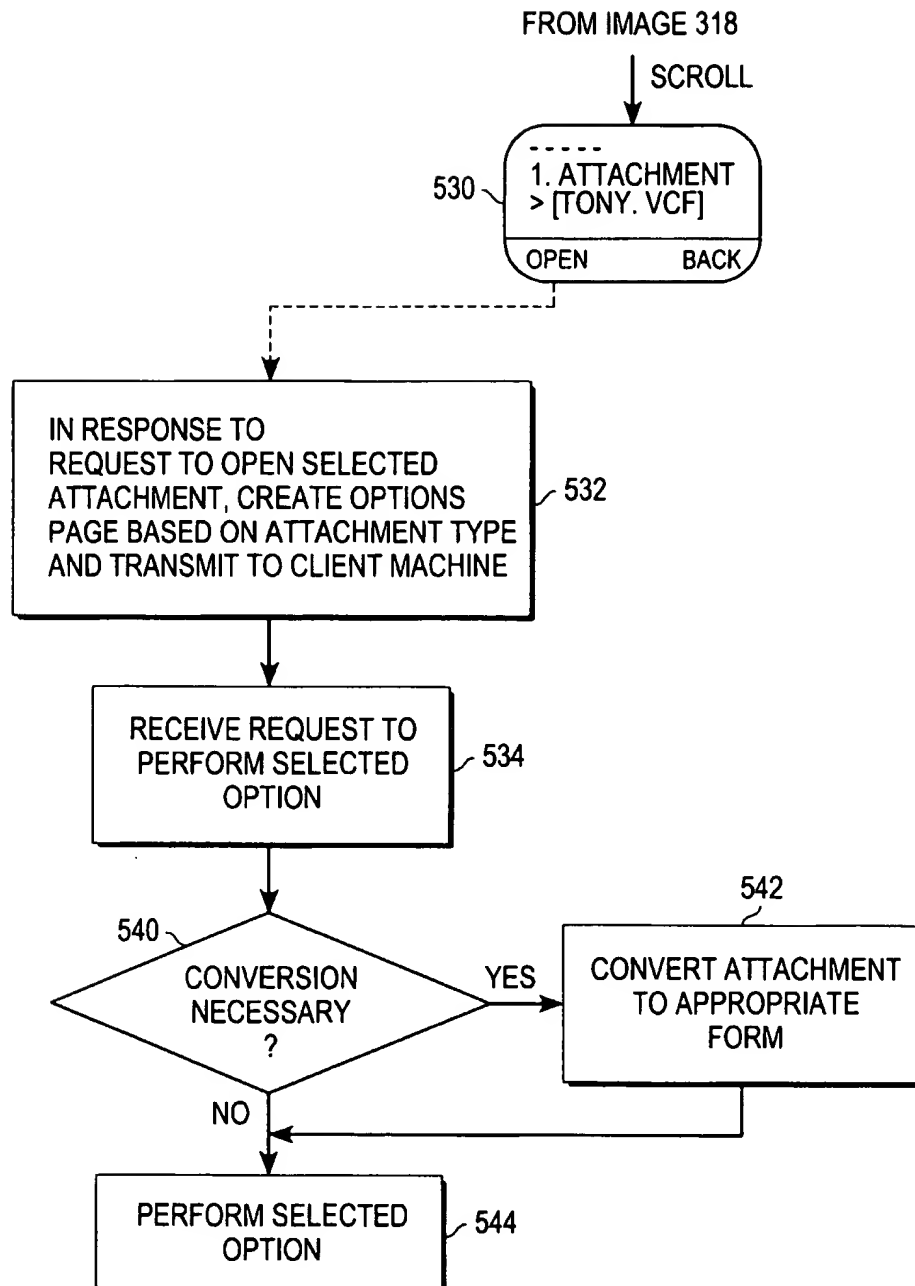 FROM IMAGE 318
SCROLL
530
- - - - -
1. ATTACHMENT
> [TONY. VCF]
OPEN BACK
IN RESPONSE TO
REQUEST TO OPEN SELECTED
ATTACHMENT, CREATE OPTIONS
PAGE BASED ON ATTACHMENT TYPE
AND TRANSMIT TO CLIENT MACHINE
532
RECEIVE REQUEST TO
PERFORM SELECTED
OPTION
534
540
CONVERSION
NECESSARY
?
YES
542
CONVERT ATTACHMENT
TO APPROPRIATE
FORM
NO
PERFORM SELECTED
OPTION
544